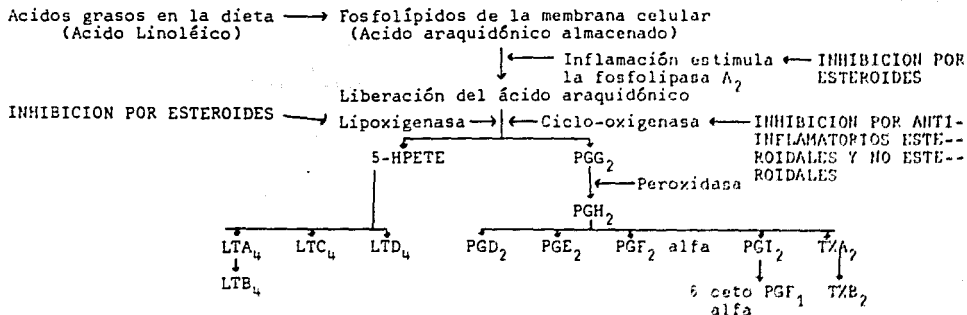 Acidos grasos en la dieta → Fosfolípidos de la membrana celular
(Acido Linoléico) (Acido araquidónico almacenado)
Inflamación estimula ← INHIBICION POR
la fosfolipasa A2 ESTEROIDES
Liberación del ácido araquidónico
INHIBICION POR ESTEROIDES → Lipoxigenasa → ← Ciclo-oxigenasa ← INHIBICION POR ANTI-
INFLAMATORIOS ESTE--
5-HPETE PGG2 ROIDALES Y NO ESTE--
ROIDALES
Peroxidasa
PGH2
LTA4 LTC4 LTD4 PGD2 PGE2 PGF2 alfa PGI2 TXA2
LTB4 6 ceto PGF1 TXB2
alfa